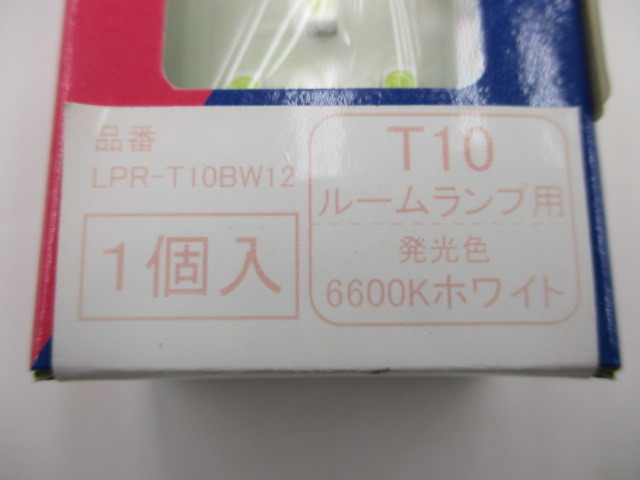 品番
LPR-T10BW12
1個入
T10
ルームランプ用
発光色
6600Kホワイト